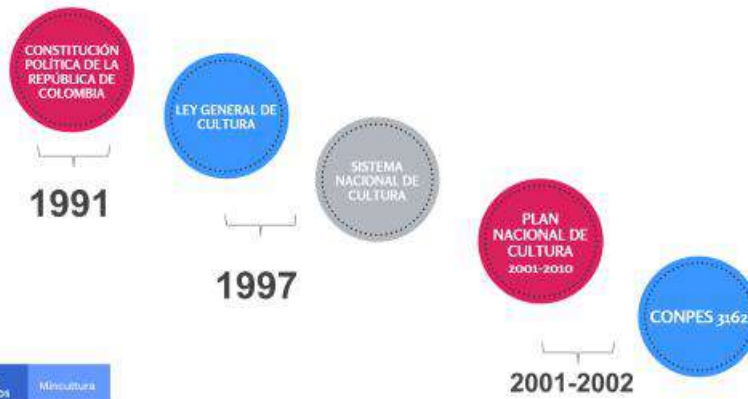 CONSTITUCIÓN
POLÍTICA DE LA
REPÚBLICA DE
COLOMBIA
1991
LEY GENERAL DE
CULTURA
1997
SISTEMA
NACIONAL DE
CULTURA
PLAN
NACIONAL DE
CULTURA
2001-2010
2001-2002
CONPES 3162
os
Mincultura